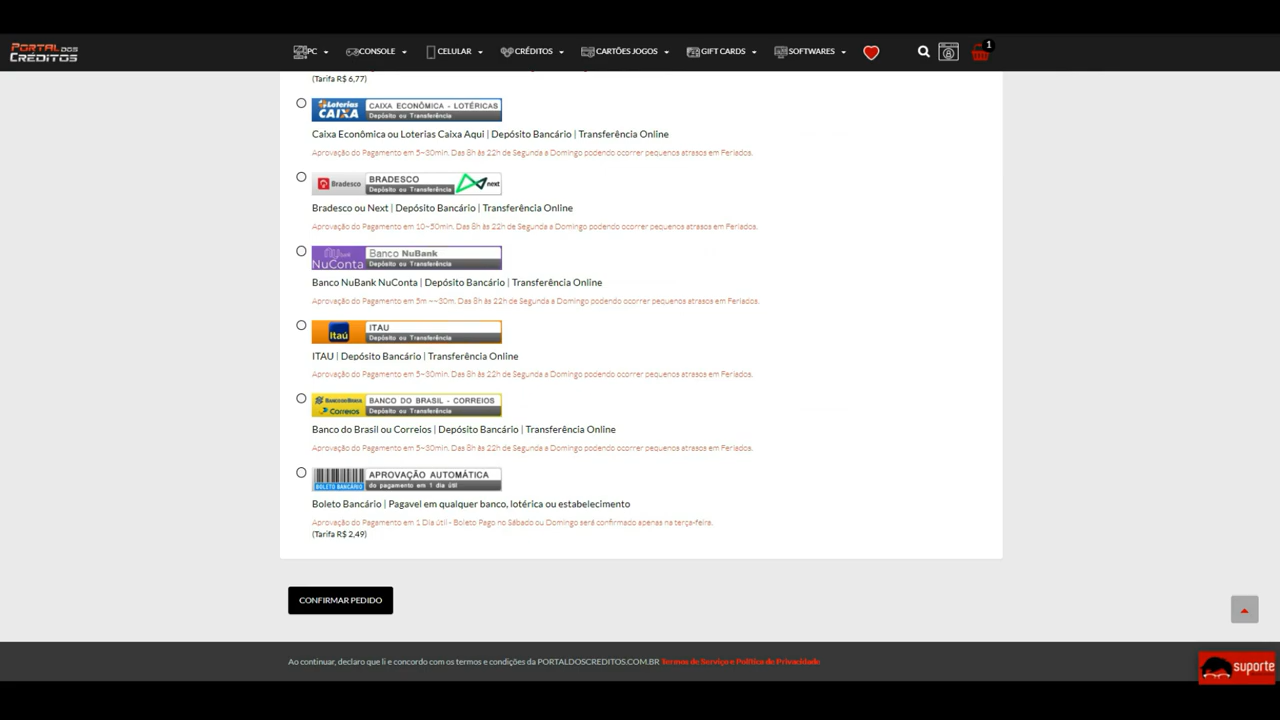 PORTAL DOS
CRÉDITOS
PC
CONSOLE
CELULAR
CRÉDITOS
CARTÕES JOGOS
GIFT CARDS
SOFTWARES
1
(Tarifa R$ 6,77)
Loterias
CAIXA
CAIXA ECONÔMICA - LOTÉRICAS
Depósito ou Transferência
Caixa Econômica ou Loterias Caixa Aqui | Depósito Bancário | Transferência Online
Aprovação do Pagamento em 5~30min. Das 8h às 22h de Segunda a Domingo podendo ocorrer pequenos atrasos em Feriados.
Bradesco
BRADESCO
Depósito ou Transferência
next
Bradesco ou Next | Depósito Bancário | Transferência Online
Aprovação do Pagamento em 10~50min. Das 8h às 22h de Segunda a Domingo podendo ocorrer pequenos atrasos em Feriados.
NuConta
Banco NuBank
Depósito ou Transferência
Banco NuBank NuConta | Depósito Bancário | Transferência Online
Aprovação do Pagamento em 5m ~~30m. Das 8h às 22h de Segunda a Domingo podendo ocorrer pequenos atrasos em Feriados.
Itaú
ITAU
Depósito ou Transferência
ITAU | Depósito Bancário | Transferência Online
Aprovação do Pagamento em 5~30min. Das 8h às 22h de Segunda a Domingo podendo ocorrer pequenos atrasos em Feriados.
Correios
BANCO DO BRASIL - CORREIOS
Depósito ou Transferência
Banco do Brasil ou Correios | Depósito Bancário | Transferência Online
Aprovação do Pagamento em 5~30min. Das 8h às 22h de Segunda a Domingo podendo ocorrer pequenos atrasos em Feriados.
BOLETO BANCÁRIO
APROVAÇÃO AUTOMÁTICA
do pagamento em 1 dia útil
Boleto Bancário | Pagavel em qualquer banco, lotérica ou estabelecimento
Aprovação do Pagamento em 1 Dia útil - Boleto Pago no Sábado ou Domingo será confirmado apenas na terça-feira.
(Tarifa R$ 2,49)
CONFIRMAR PEDIDO
Ao continuar, declaro que li e concordo com os termos e condições da PORTALDOSCREDITOS.COM.BR Termos de Serviço e Política de Privacidade
suporte